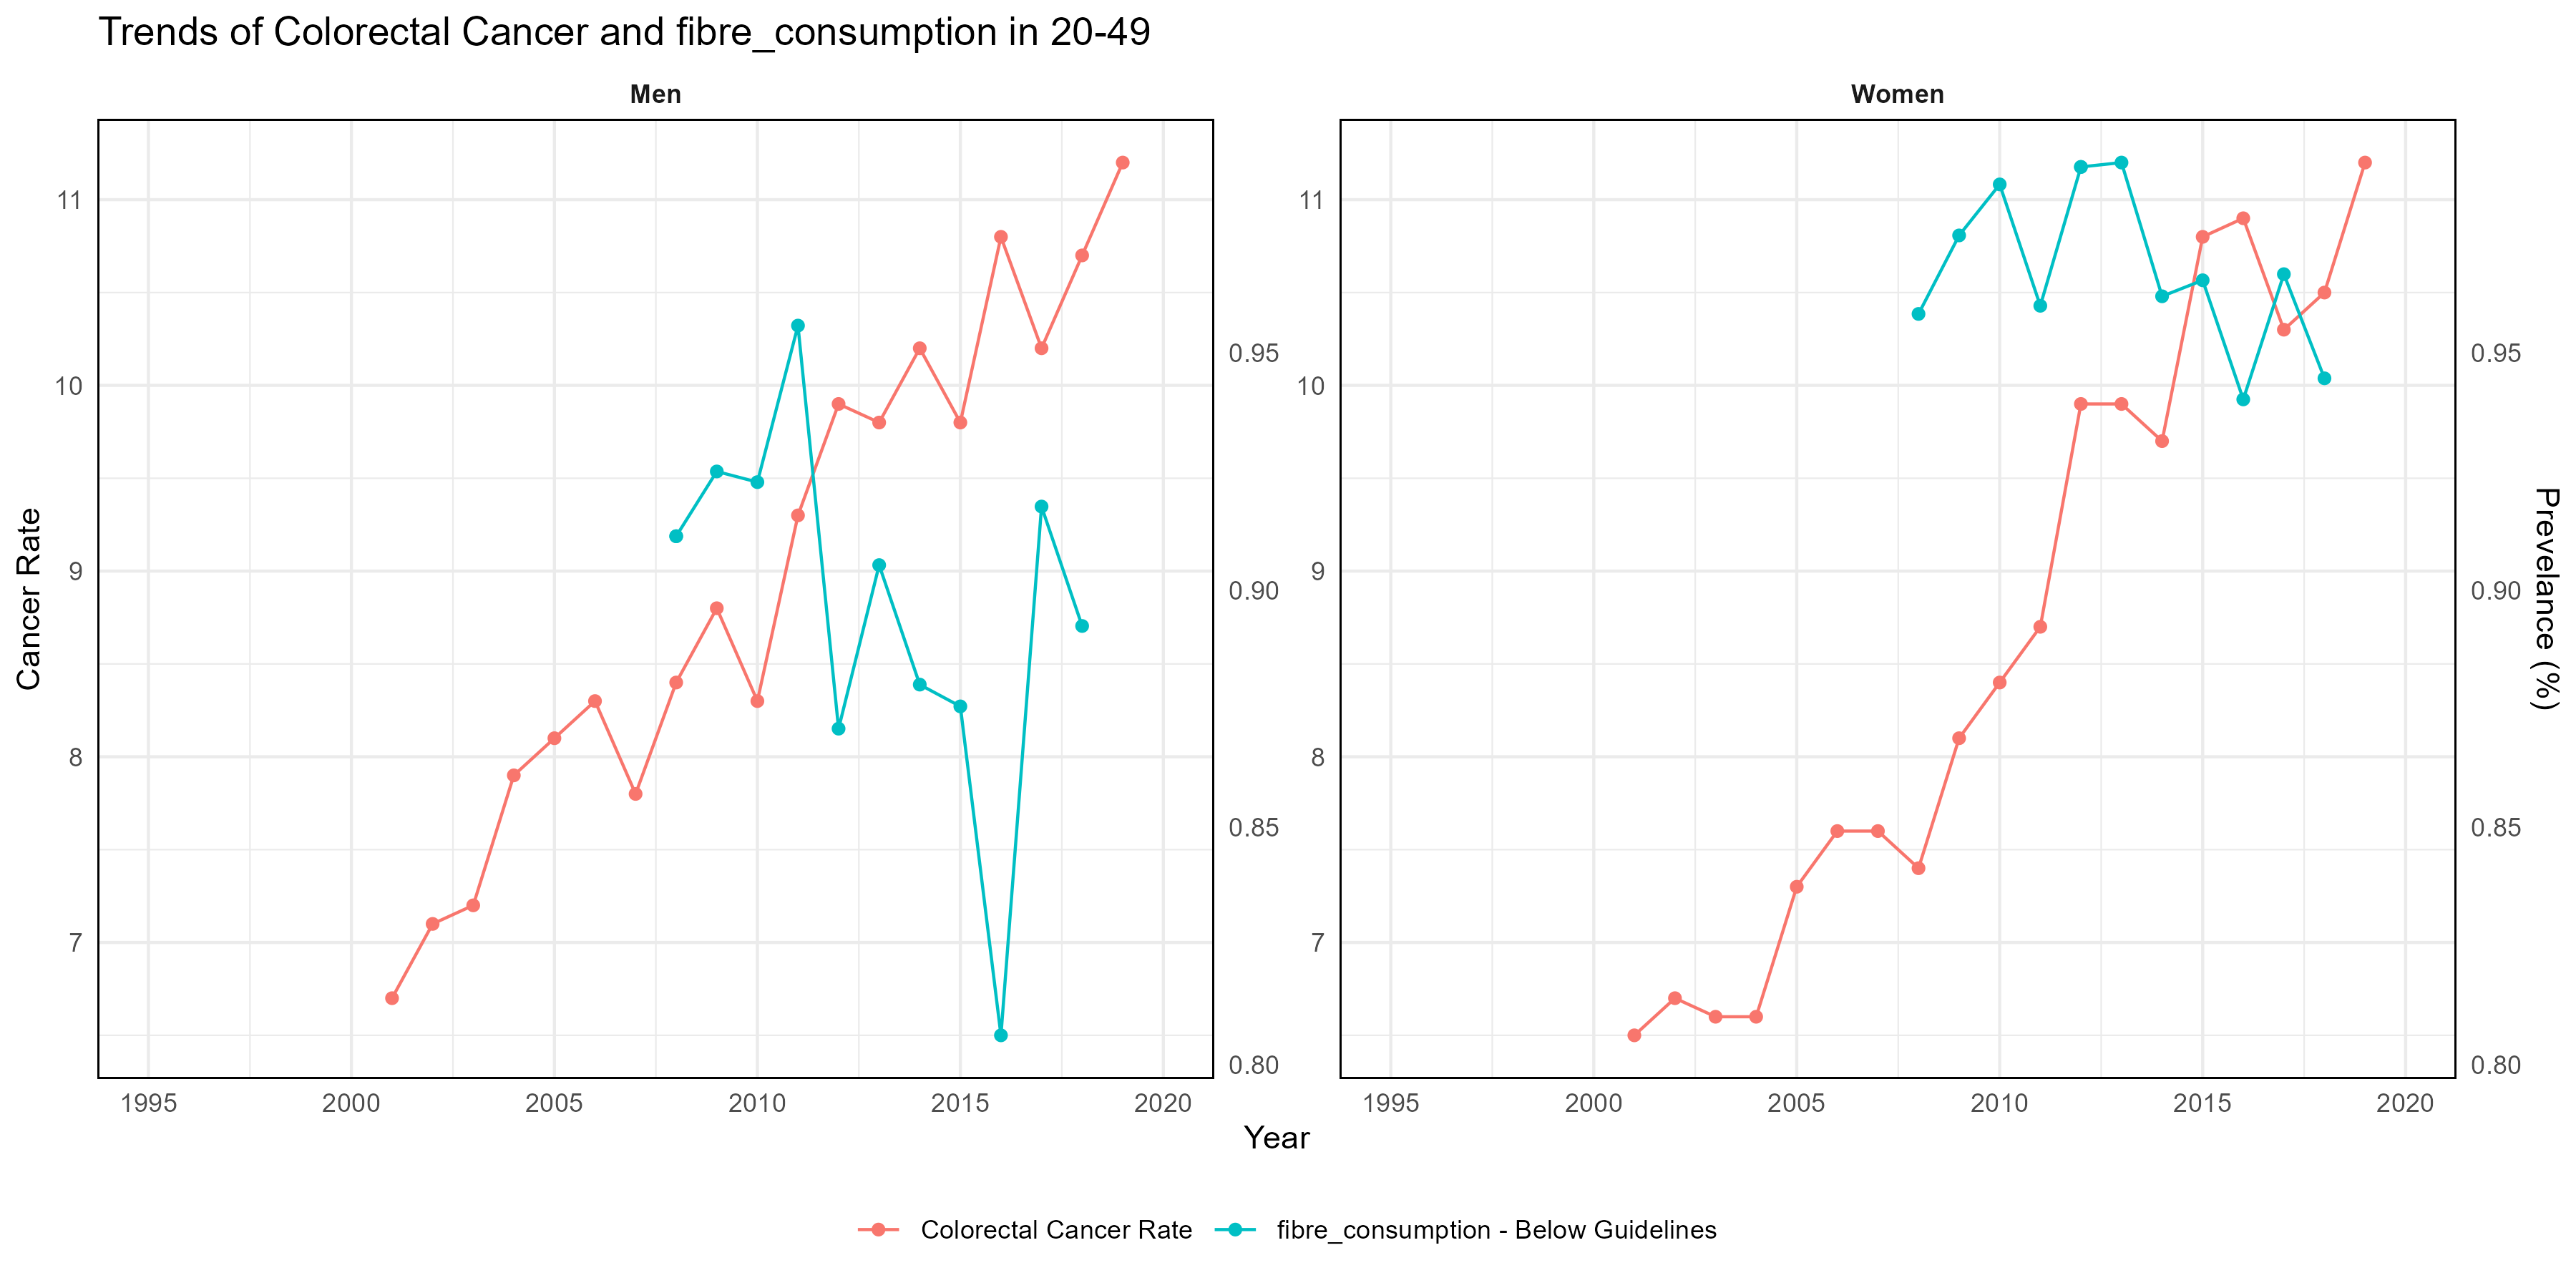 Trends of Colorectal Cancer and fibre_consumption in 20-49
Men
Women
Cancer Rate
11
10
9
8
7
0.95
0.90
0.85
0.80
11
10
9
8
7
0.95
0.90
0.85
0.80
Prevelance (%)
1995 2000 2005 2010 2015 2020
1995 2000 2005 2010 2015 2020
Year
Colorectal Cancer Rate
fibre_consumption - Below Guidelines